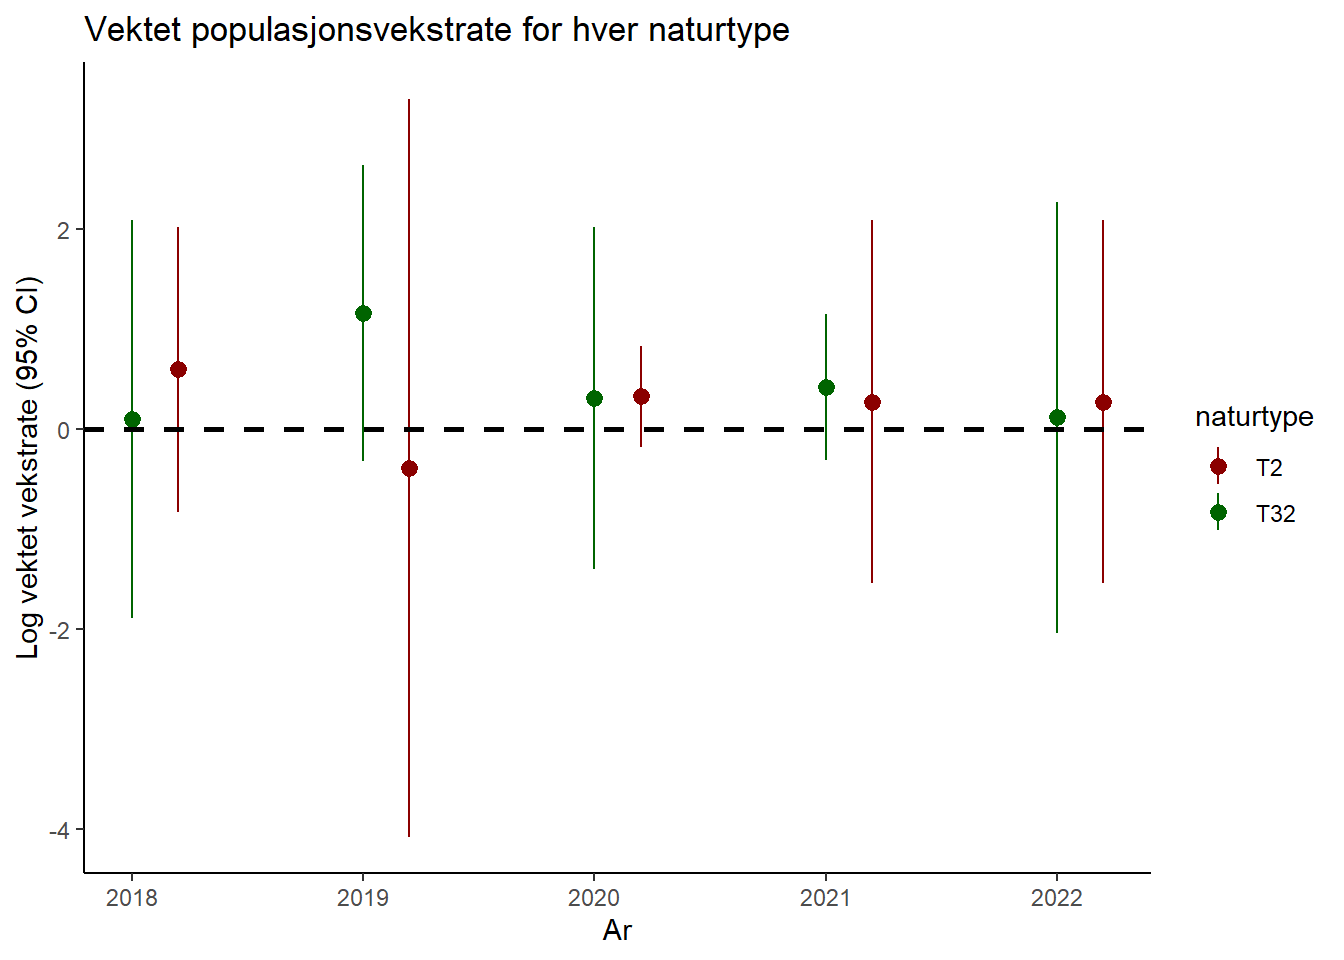 Vektet populasjonsvekstrate for hver naturtype
Log vektet vekstrate (95% CI)
2
0
-2
-4
2018
2019
2020
2021
2022
Ar
naturtype
T2
T32